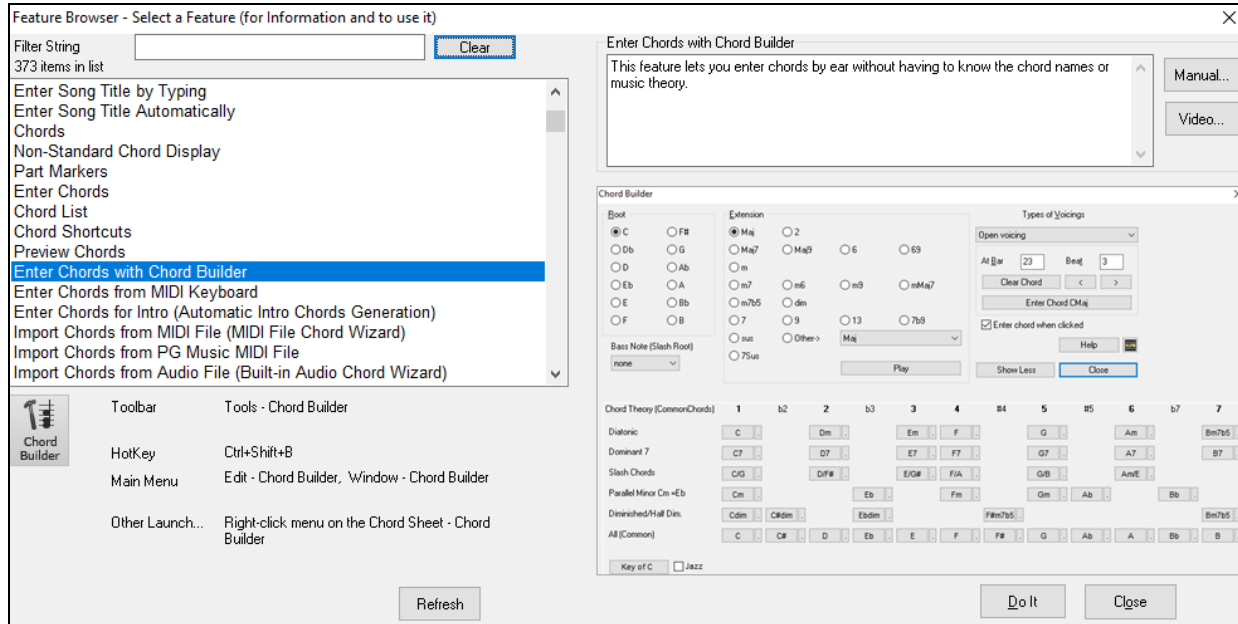 Feature Browser - Select a Feature (for Information and to use it)
Filter String
Clear
373 items in list
Enter Song Title by Typing
Enter Song Title Automatically
Chords
Non-Standard Chord Display
Part Markers
Enter Chords
Chord List
Chord Shortcuts
Preview Chords
Enter Chords with Chord Builder
Enter Chords from MIDI Keyboard
Enter Chords for Intro (Automatic Intro Chords Generation)
Import Chords from MIDI File (MIDI File Chord Wizard)
Import Chords from PG Music MIDI File
Import Chords from Audio File (Built-in Audio Chord Wizard)
Chord
Builder
Toolbar Tools - Chord Builder
HotKey Ctrl+Shift+B
Main Menu Edit - Chord Builder, Window - Chord Builder
Other Launch... Right-click menu on the Chord Sheet - Chord
Builder
Refresh
Enter Chords with Chord Builder
This feature lets you enter chords by ear without having to know the chord names or
music theory.
Manual...
Video...
Chord Builder
Root
C F#
Db G
D Ab
Eb A
E Bb
F B
Bass Note (Slash Root)
none
Extension
Maj 2
Maj7 Maj9 6 69
m
m7 m6 m9 mMaj7
m7b5 dim
7 9 13 7b9
sus Other-> Maj
7Sus
Play
Types of Voicings
Open voicing
At Bar 23 Beat 3
Clear Chord < >
Enter Chord CMaj
Enter chord when clicked
Help
Show Less Close
Chord Theory (CommonChords) 1 b2 2 b3 3 4 #4 5 #5 6 b7 7
Diatonic C Dm Em F G Am Bm7b5
Dominant 7 C7 D7 E7 F7 G7 A7 B7
Slash Chords C/G D/F# E/G# F/A G/B Am/E
Parallel Minor Cm =Eb Cm Eb Fm Gm Ab Bb
Diminished/Half Dim. Cdim C#dim Ebdim F#m7b5 Bm7b5
All (Common) C C# D Eb E F F# G Ab A Bb B
Key of C Jazz
Do It Close